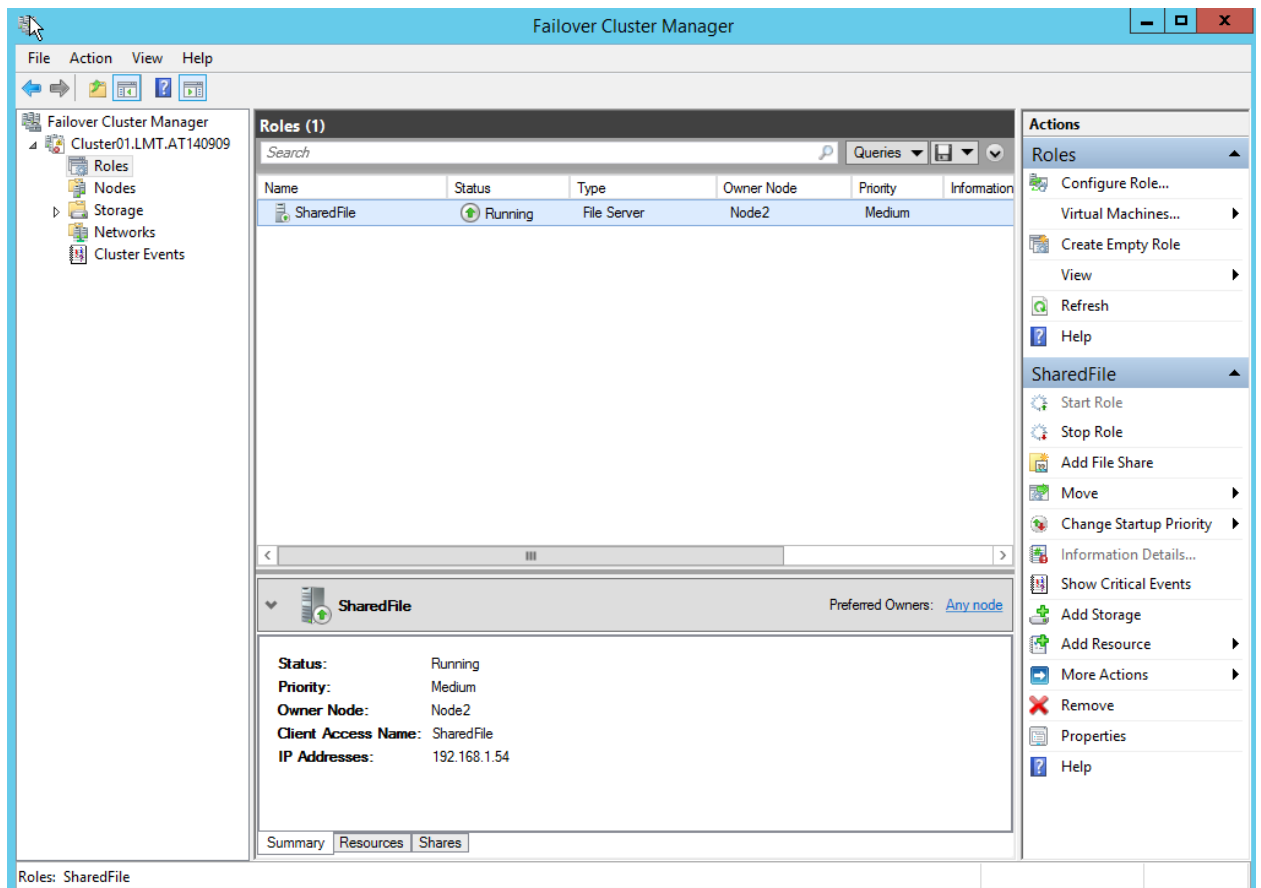 Failover Cluster Manager
File Action View Help
Failover Cluster Manager
Cluster01.LMT.AT140909
Roles
Nodes
Storage
Networks
Cluster Events
Roles (1)
Search
Queries
Name Status Type Owner Node Priority Information
SharedFile Running File Server Node2 Medium
SharedFile
Preferred Owners: Any node
Status: Running
Priority: Medium
Owner Node: Node2
Client Access Name: SharedFile
IP Addresses: 192.168.1.54
Summary Resources Shares
Actions
Roles
Configure Role...
Virtual Machines...
Create Empty Role
View
Refresh
Help
SharedFile
Start Role
Stop Role
Add File Share
Move
Change Startup Priority
Information Details...
Show Critical Events
Add Storage
Add Resource
More Actions
Remove
Properties
Help
Roles: SharedFile